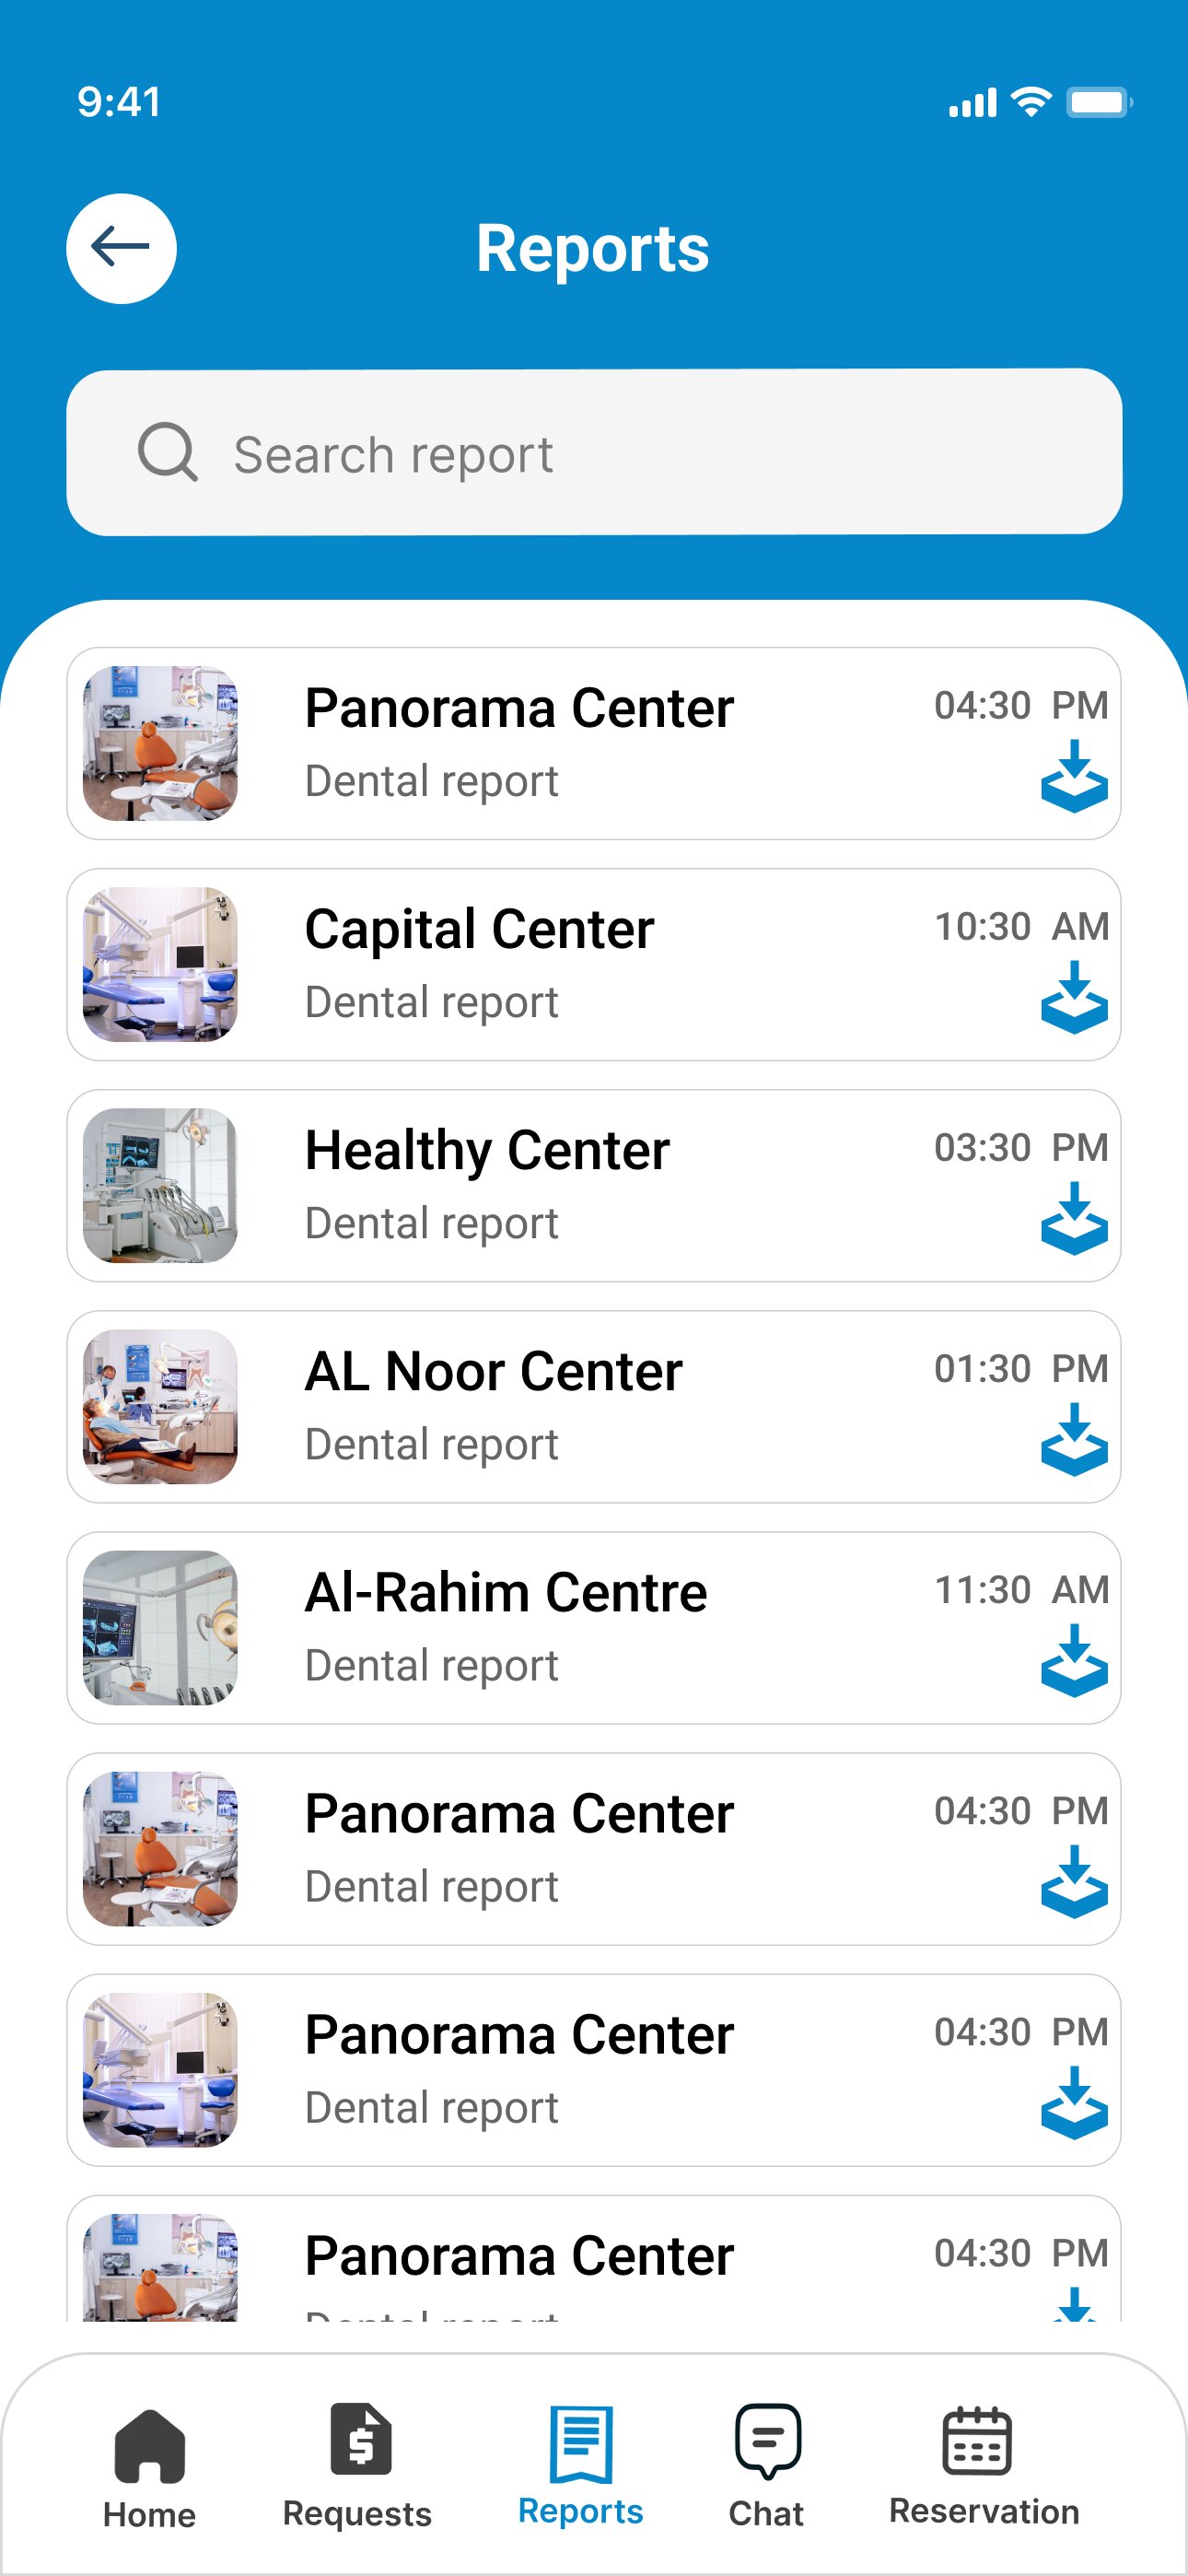 9:41
Reports
Search report
Panorama Center
04:30 PM
Dental report
Capital Center
10:30 AM
Dental report
Healthy Center
03:30 PM
Dental report
AL Noor Center
01:30 PM
Dental report
Al-Rahim Centre
11:30 AM
Dental report
Panorama Center
04:30 PM
Dental report
Panorama Center
04:30 PM
Dental report
Panorama Center
04:30 PM
Dental report
Home
Requests
Reports
Chat
Reservation